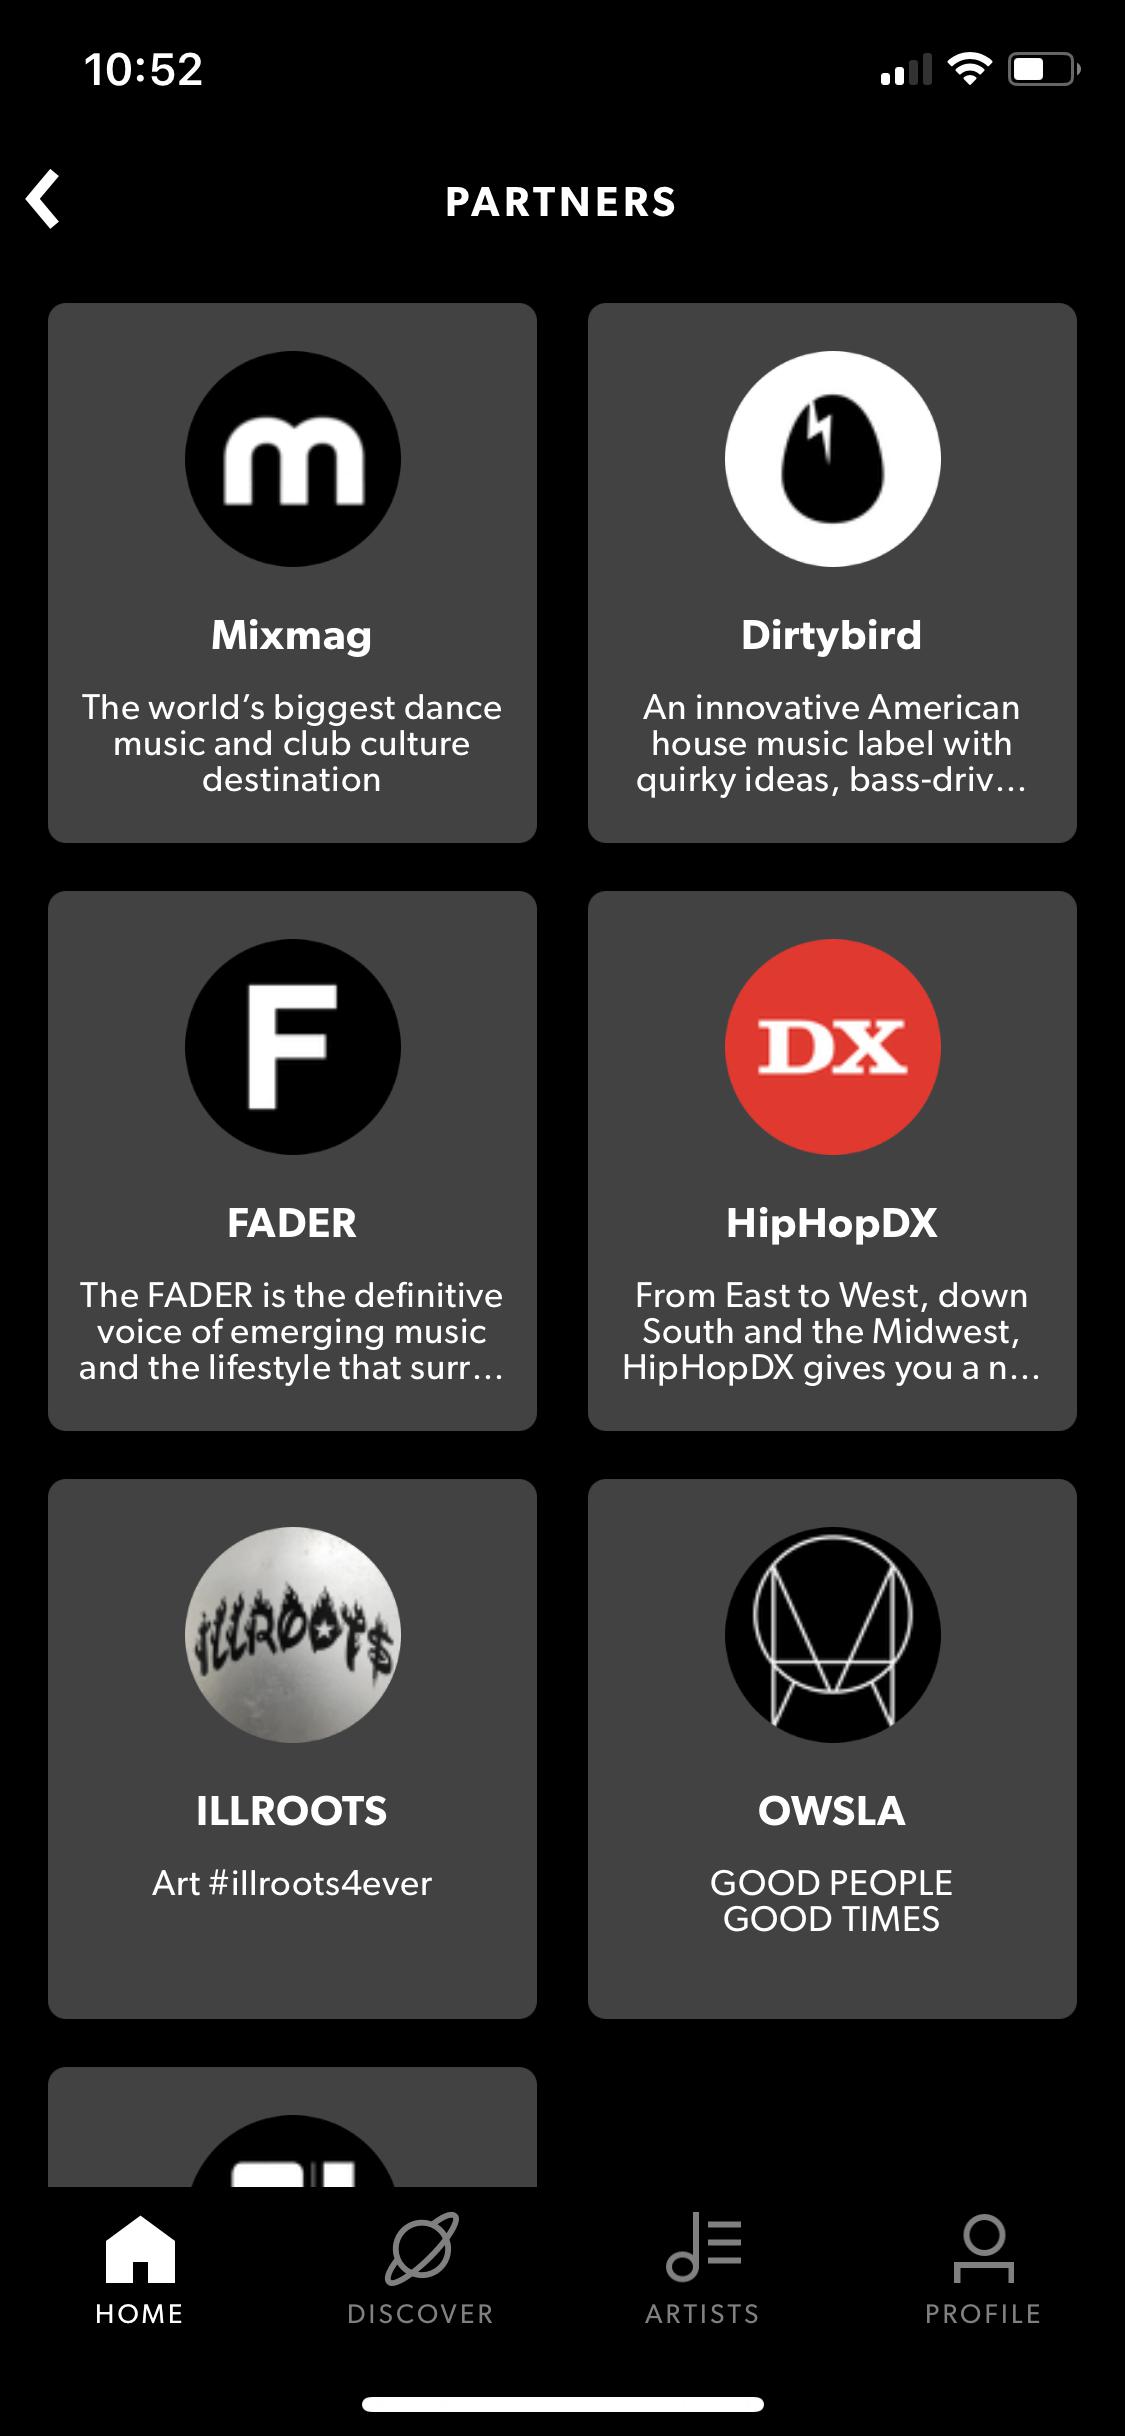 10:52
PARTNERS
m
Mixmag
The world’s biggest dance
music and club culture
destination
Dirtybird
An innovative American
house music label with
quirky ideas, bass-driv...
F
FADER
The FADER is the definitive
voice of emerging music
and the lifestyle that surr...
DX
HipHopDX
From East to West, down
South and the Midwest,
HipHopDX gives you a n...
ILLROOTS
ILLROOTS
Art #illroots4ever
OWSLA
GOOD PEOPLE
GOOD TIMES
HOME
DISCOVER
ARTISTS
PROFILE